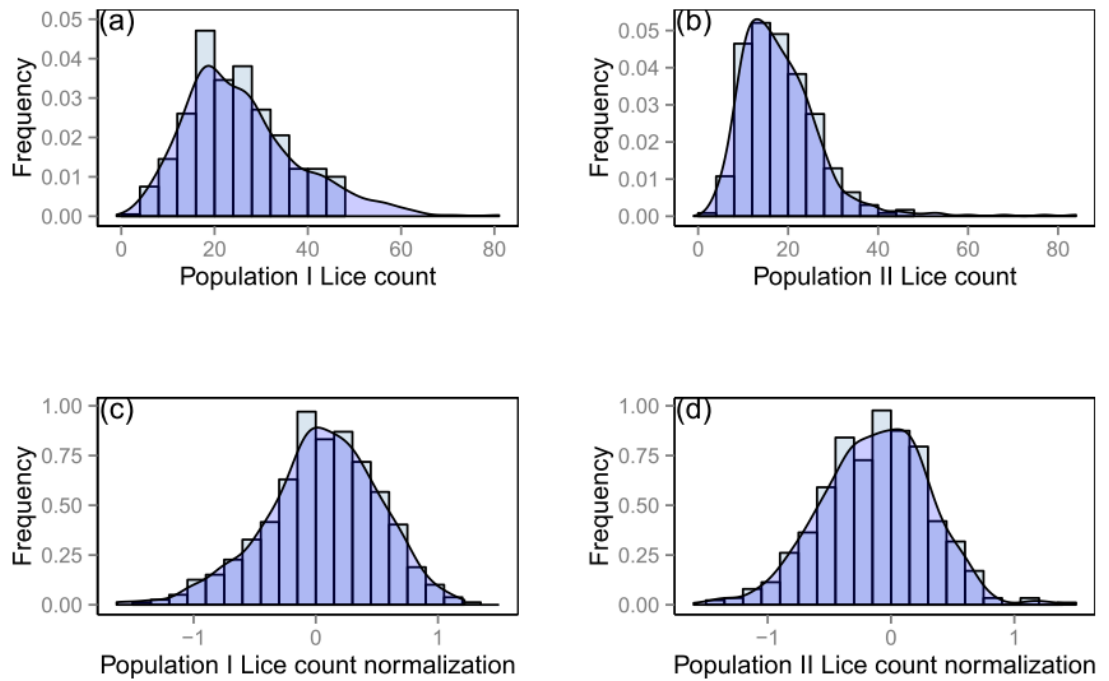 (a)
0.05
0.04
0.03
0.02
0.01
0.00
Frequency
0 20 40 60 80
Population I Lice count
(b)
0.05
0.04
0.03
0.02
0.01
0.00
Frequency
0 20 40 60 80
Population II Lice count
(c)
1.00
0.75
0.50
0.25
0.00
Frequency
−1 0 1
Population I Lice count normalization
(d)
1.00
0.75
0.50
0.25
0.00
Frequency
−1 0 1
Population II Lice count normalization